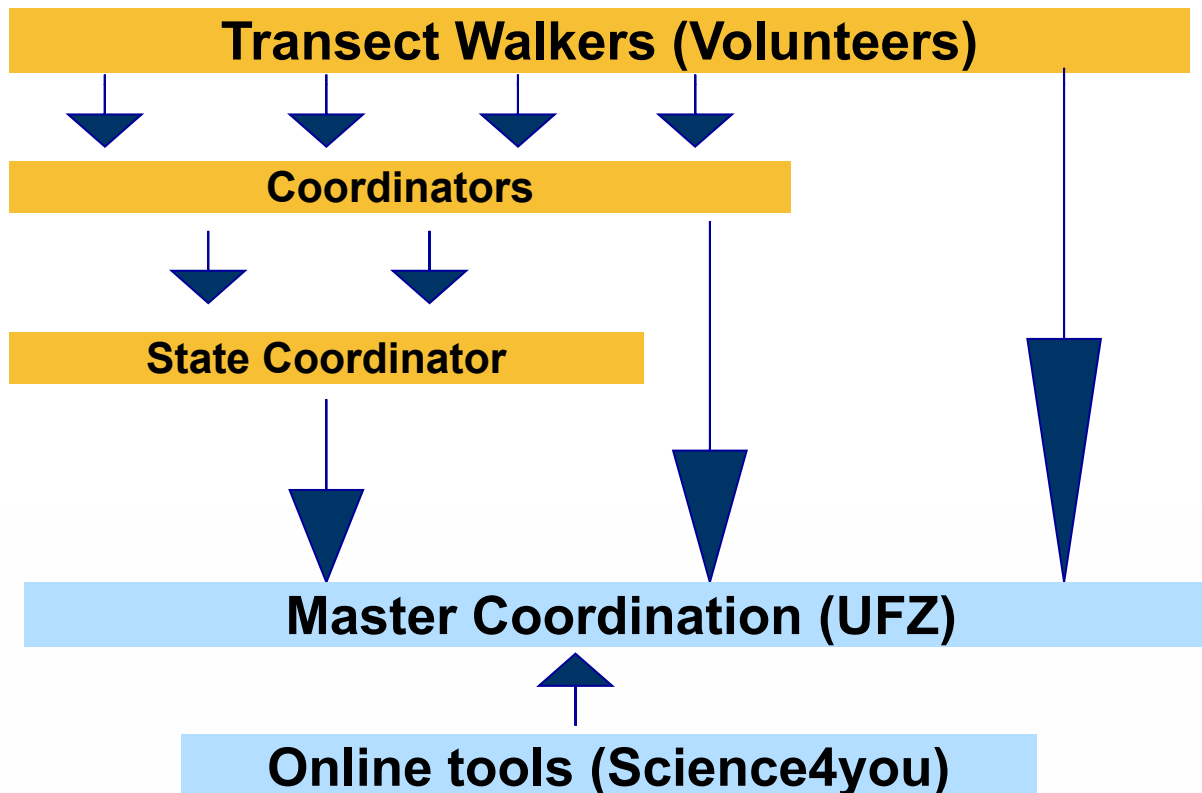 Transect Walkers (Volunteers)
Coordinators
State Coordinator
Master Coordination (UFZ)
Online tools (Science4you)